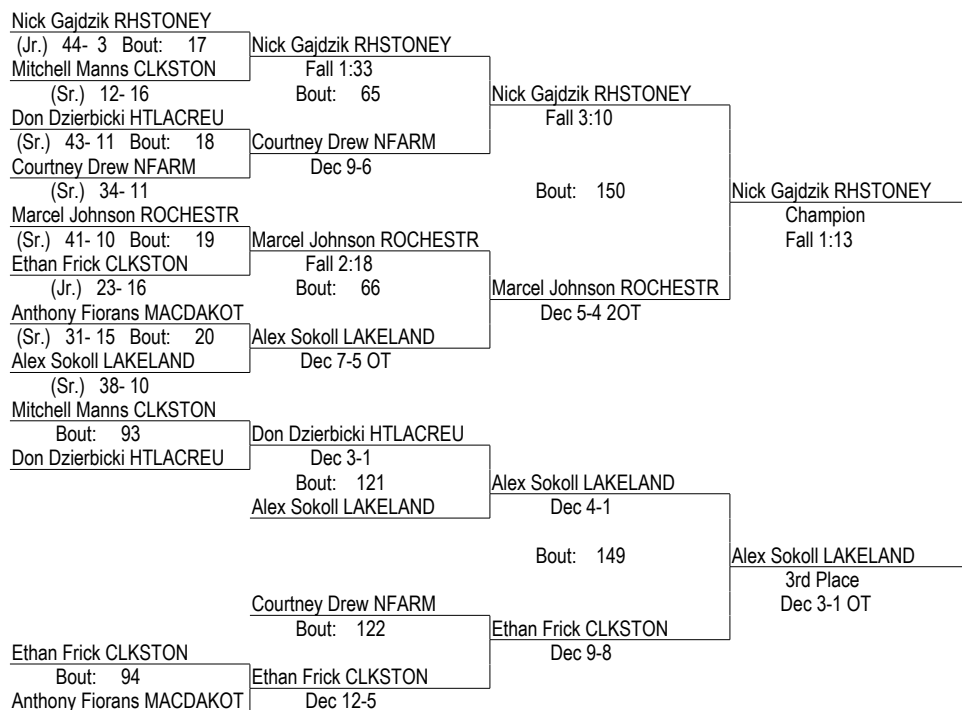 Nick Gajdzik RHSTONEY
(Jr.) 44- 3 Bout: 17
Nick Gajdzik RHSTONEY
Mitchell Manns CLKSTON
Fall 1:33
(Sr.) 12- 16
Bout: 65
Nick Gajdzik RHSTONEY
Don Dzierbicki HTLACREU
Fall 3:10
(Sr.) 43- 11 Bout: 18
Courtney Drew NFARM
Courtney Drew NFARM
Dec 9-6
(Sr.) 34- 11
Bout: 150
Nick Gajdzik RHSTONEY
Marcel Johnson ROCHESTR
Champion
(Sr.) 41- 10 Bout: 19
Marcel Johnson ROCHESTR
Fall 1:13
Ethan Frick CLKSTON
Fall 2:18
(Jr.) 23- 16
Bout: 66
Marcel Johnson ROCHESTR
Anthony Fiorans MACDAKOT
Dec 5-4 2OT
(Sr.) 31- 15 Bout: 20
Alex Sokoll LAKELAND
Alex Sokoll LAKELAND
Dec 7-5 OT
(Sr.) 38- 10
Mitchell Manns CLKSTON
Bout: 93
Don Dzierbicki HTLACREU
Don Dzierbicki HTLACREU
Dec 3-1
Bout: 121
Alex Sokoll LAKELAND
Alex Sokoll LAKELAND
Dec 4-1
Bout: 149
Alex Sokoll LAKELAND
3rd Place
Courtney Drew NFARM
Dec 3-1 OT
Bout: 122
Ethan Frick CLKSTON
Ethan Frick CLKSTON
Dec 9-8
Bout: 94
Ethan Frick CLKSTON
Anthony Fiorans MACDAKOT
Dec 12-5